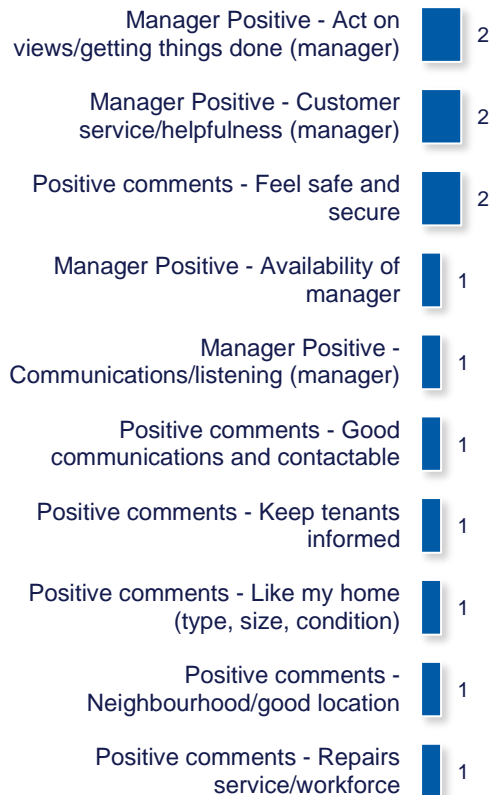 Manager Positive - Act on
views/getting things done (manager)
2
Manager Positive - Customer
service/helpfulness (manager)
2
Positive comments - Feel safe and
secure
2
Manager Positive - Availability of
manager
1
Manager Positive -
Communications/listening (manager)
1
Positive comments - Good
communications and contactable
1
Positive comments - Keep tenants
informed
1
Positive comments - Like my home
(type, size, condition)
1
Positive comments -
Neighbourhood/good location
1
Positive comments - Repairs
service/workforce
1